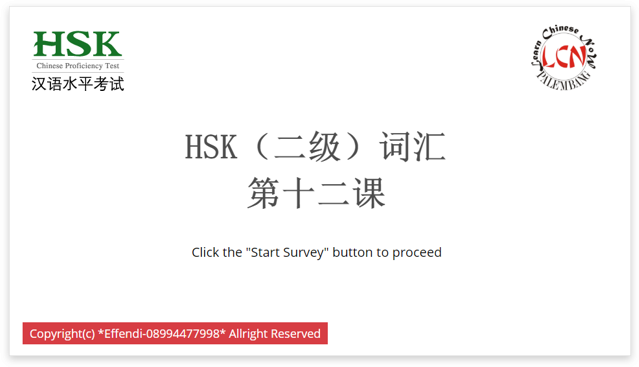 HSK
Chinese Proficiency Test
汉语水平考试
Learn Chinese Now
LCN
PALEMBANG
HSK（二级）词汇
第十二课
Click the "Start Survey" button to proceed
Copyright(c) *Effendi-08994477998* Allright Reserved